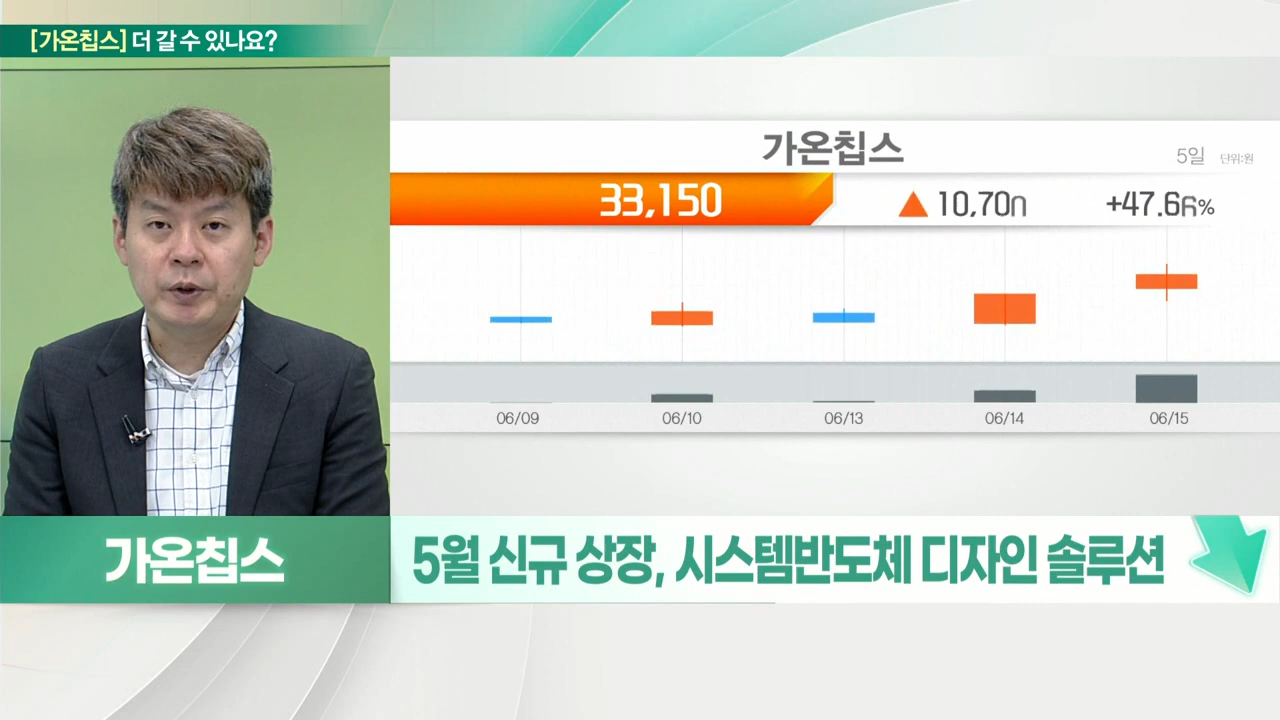 [가온칩스] 더 갈 수 있나요?
가온칩스
5일 단위:원
33,150 ▲ 10,700 +47.66%
06/09 06/10 06/13 06/14 06/15
가온칩스
5월 신규 상장, 시스템반도체 디자인 솔루션